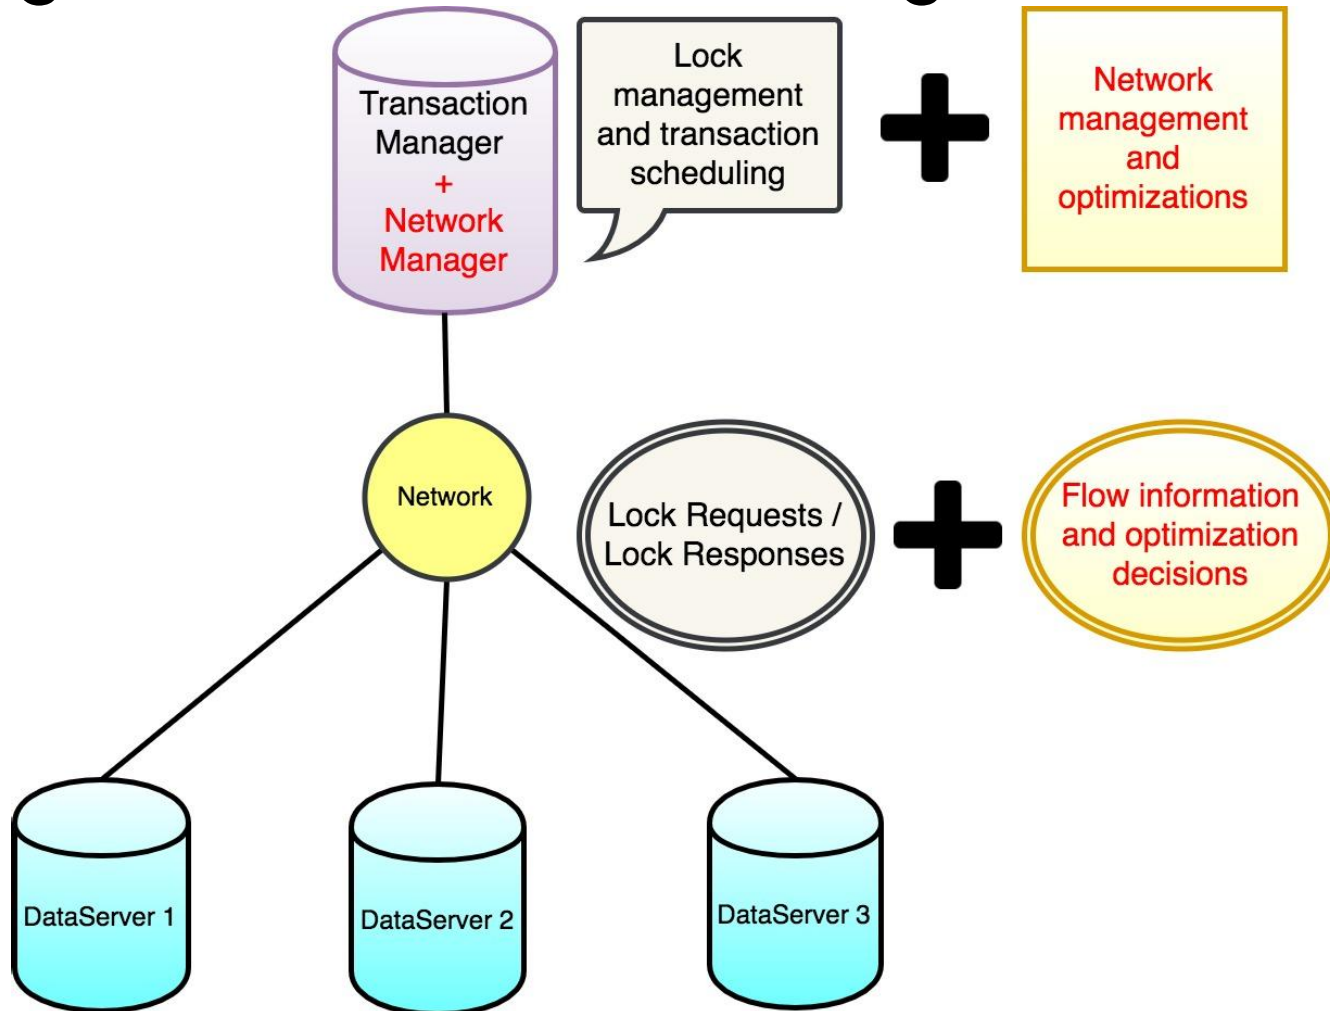 Transaction
Manager
+
Network
Manager
Lock
management
and transaction
scheduling
Network
management
and
optimizations
Network
Lock Requests /
Lock Responses
Flow information
and optimization
decisions
DataServer 1
DataServer 2
DataServer 3